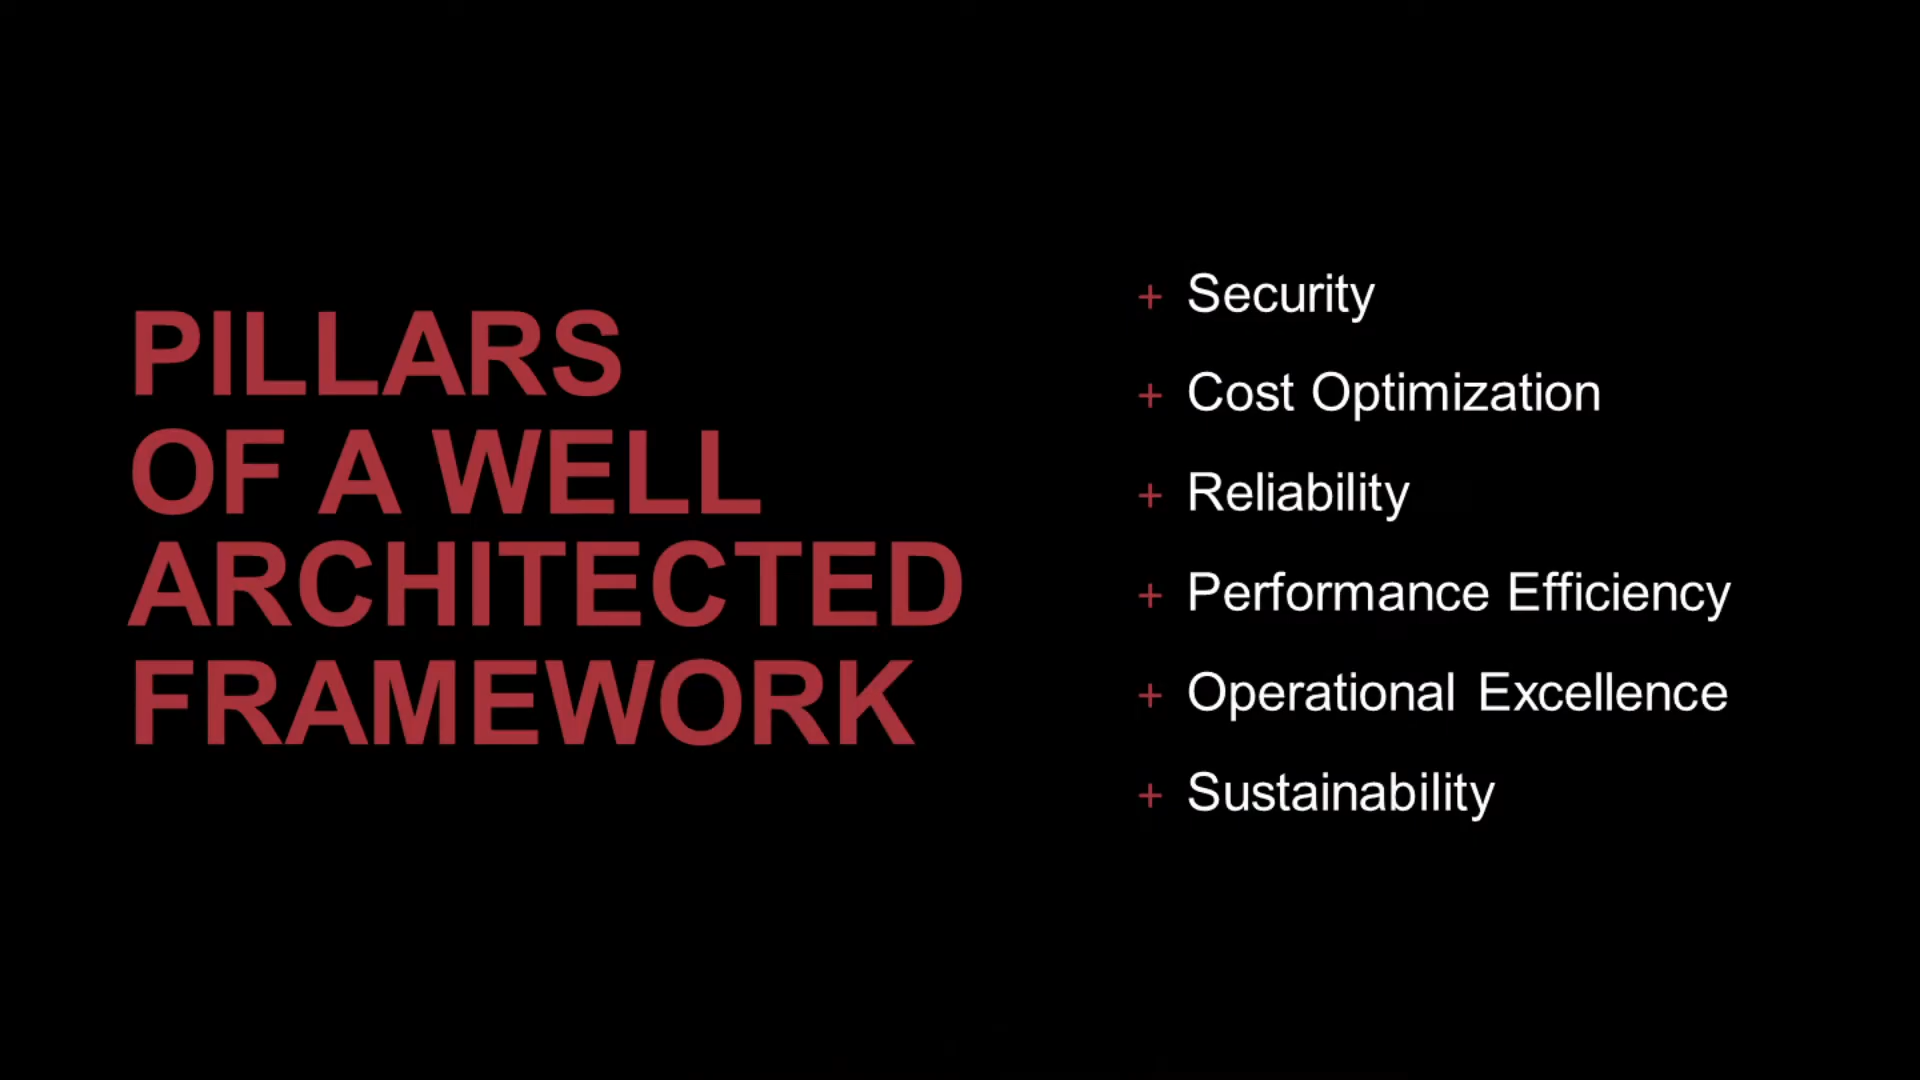 PILLARS
OF A WELL
ARCHITECTED
FRAMEWORK
+ Security
+ Cost Optimization
+ Reliability
+ Performance Efficiency
+ Operational Excellence
+ Sustainability